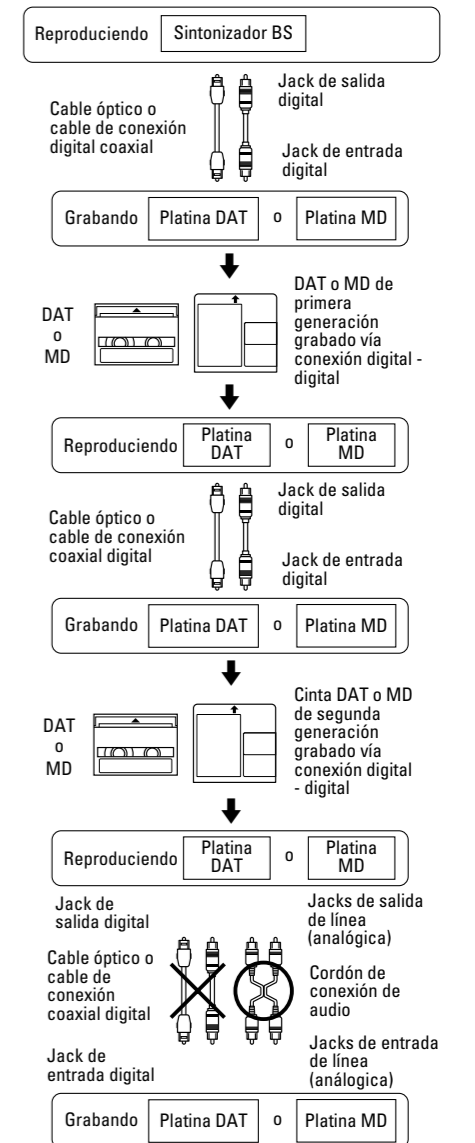 Reproduciendo Sintonizador BS
Jack de salida
digital
Cable óptico o
cable de conexión
digital coaxial
Jack de entrada
digital
Grabando Platina DAT o Platina MD
DAT
o
MD
DAT o MD de
primera
generación
grabado vía
conexión digital -
digital
Reproduciendo Platina
DAT o Platina
MD
Jack de salida
digital
Cable óptico o
cable de conexión
coaxial digital
Jack de entrada
digital
Grabando Platina DAT o Platina MD
DAT
o
MD
Cinta DAT o MD
de segunda
generación
grabado vía
conexión digital
- digital
Reproduciendo Platina
DAT o Platina
MD
Jack de
salida digital
Jacks de salida
de línea
(analógica)
Cable óptico o
cable de
conexión
coaxial digital
Cordón de
conexión de
audio
Jack de
entrada digital
Jacks de entrada
de línea
(análogica)
Grabando Platina DAT o Platina MD